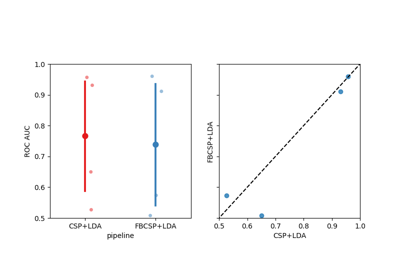 1.0
0.9
0.8
0.7
0.6
0.5
ROC AUC
CSP+LDA FBCSP+LDA
pipeline
FBCSP+LDA
0.5 0.6 0.7 0.8 0.9 1.0
CSP+LDA